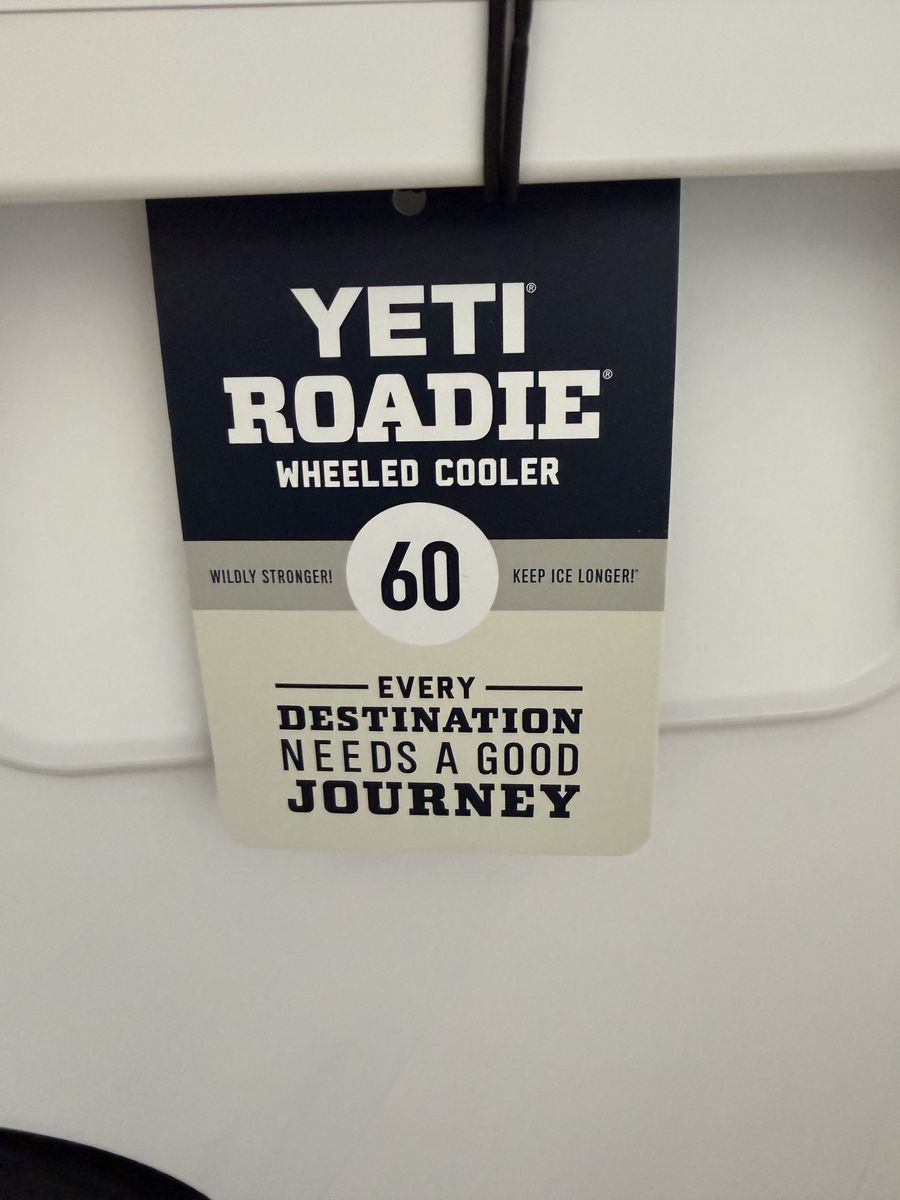 YETI®
ROADIE®
WHEELED COOLER
WILDLY STRONGER! 60 KEEP ICE LONGER!®
EVERY
DESTINATION
NEEDS A GOOD
JOURNEY